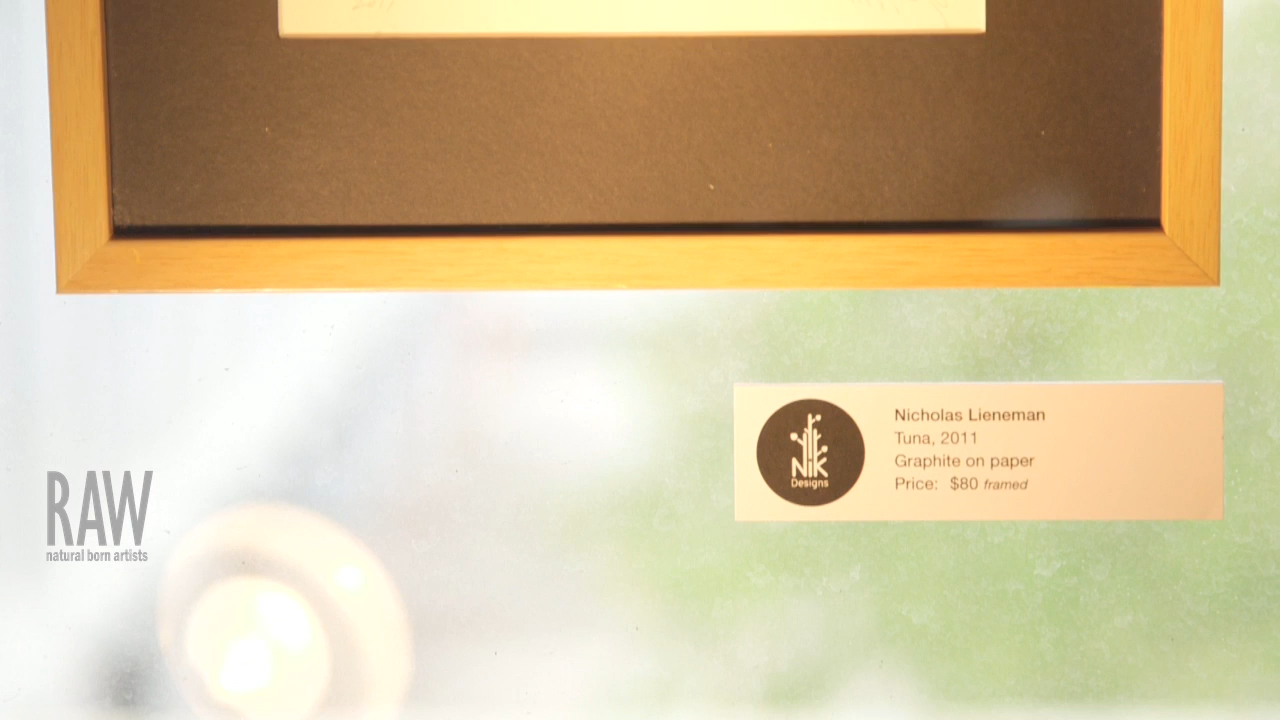 Nicholas Lieneman
Tuna, 2011
Graphite on paper
Price: $80 framed
NiK
Designs
RAW
natural born artists